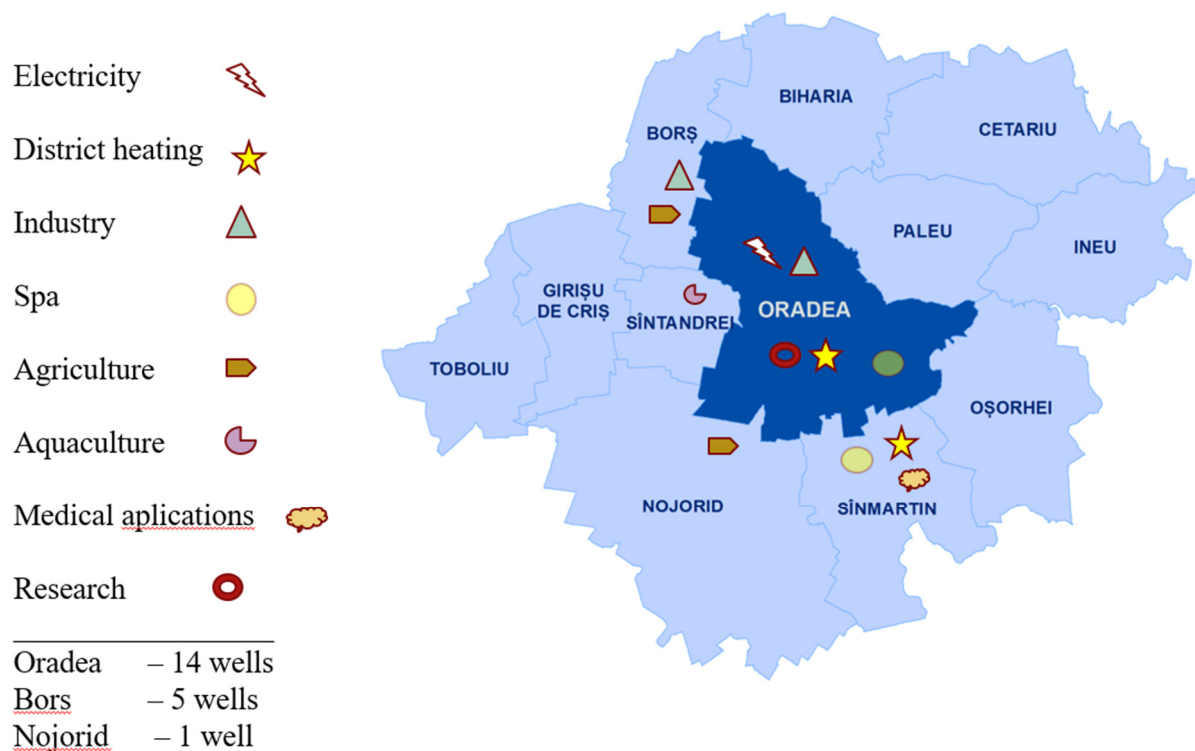 Electricity
District heating
Industry
Spa
Agriculture
Aquaculture
Medical aplications
Research
Oradea – 14 wells
Bors – 5 wells
Nojorid – 1 well
BIHARIA
CETARIU
BORȘ
PALEU
INEU
GIRIȘU
DE CRIȘ
SÎNTANDREI
ORADEA
TOBOLIU
OȘORHEI
NOJORID
SÎNMARTIN